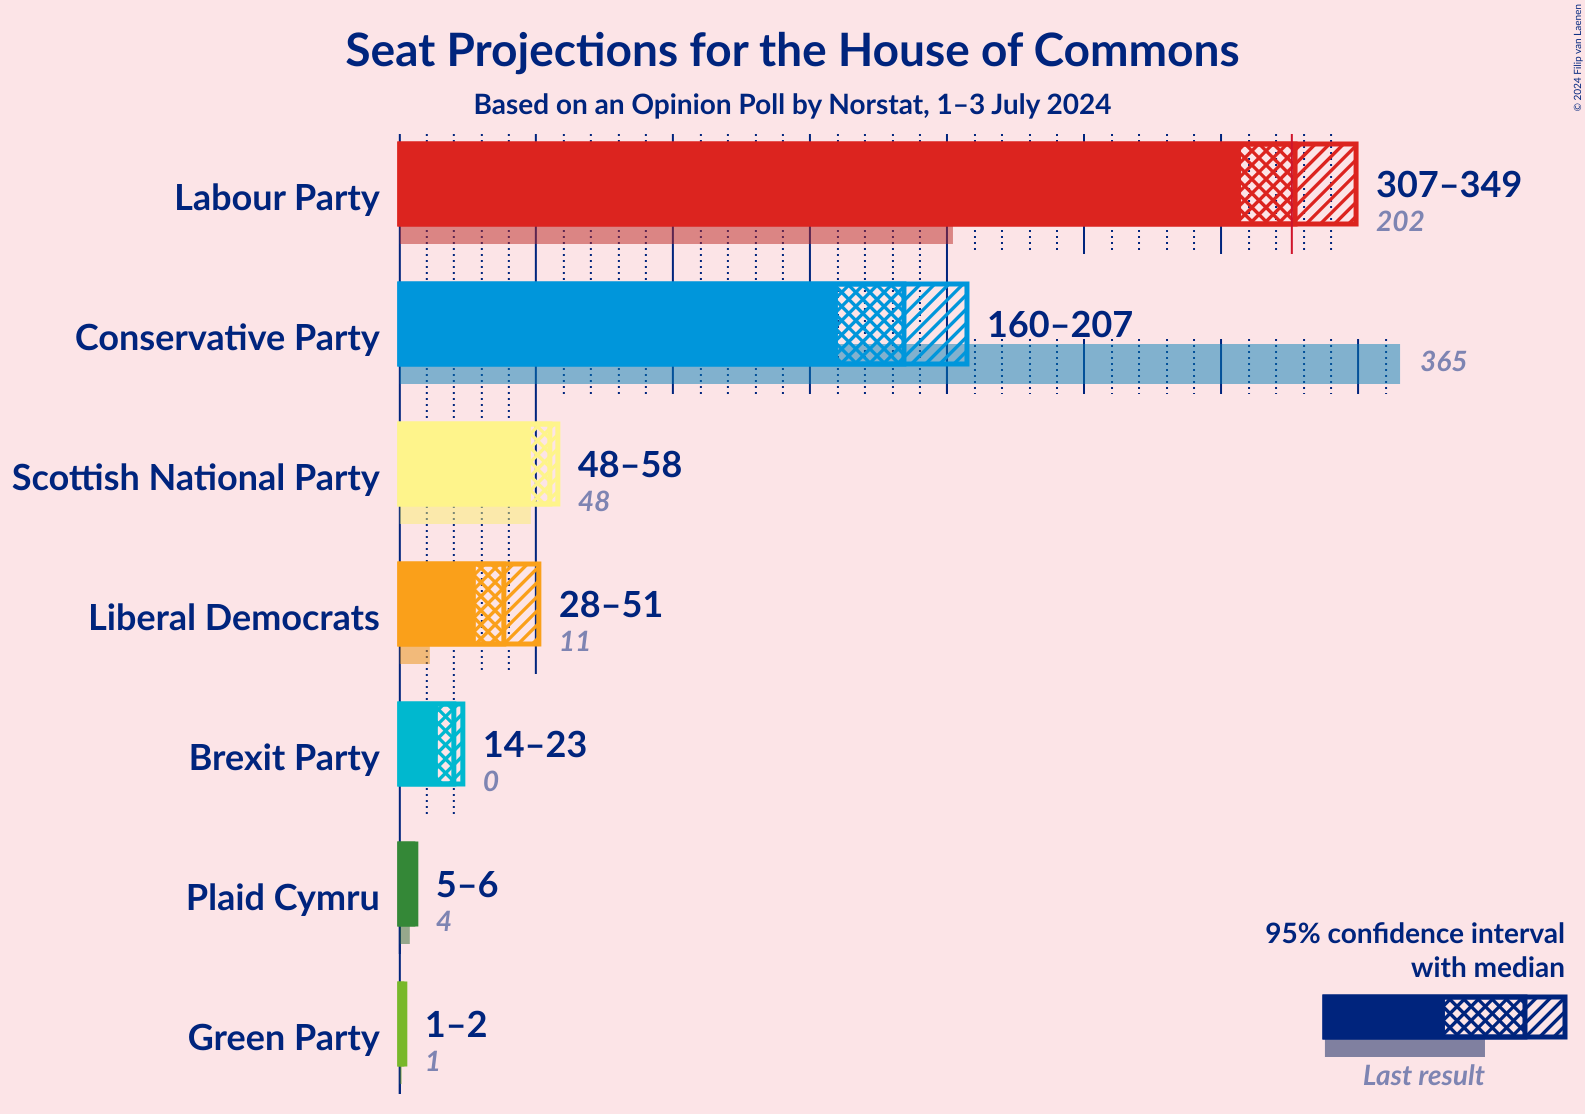 Seat Projections for the House of Commons
Based on an Opinion Poll by Norstat, 1–3 July 2024
© 2024 Filip van Laenen
Labour Party
307–349
202
Conservative Party
160–207
365
Scottish National Party
48–58
48
Liberal Democrats
28–51
11
Brexit Party
14–23
0
Plaid Cymru
5–6
4
Green Party
1–2
1
95% confidence interval
with median
Last result